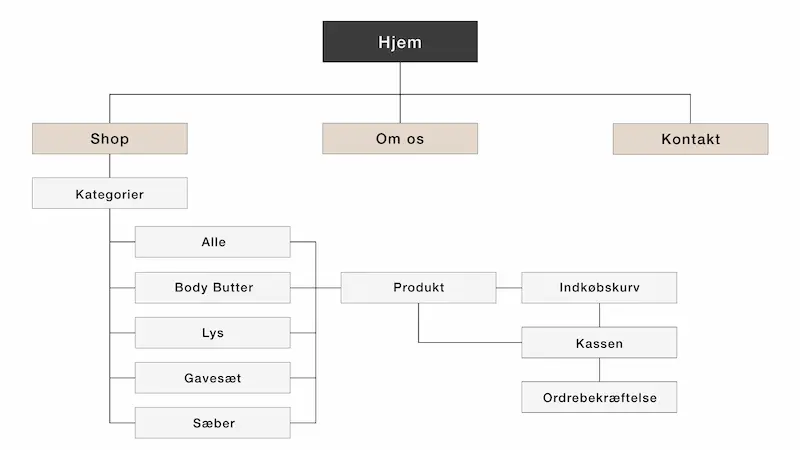 Hjem
Shop
Om os
Kontakt
Kategorier
Alle
Body Butter
Produkt
Indkøbskurv
Lys
Kassen
Gavesæt
Ordrebekræftelse
Sæber